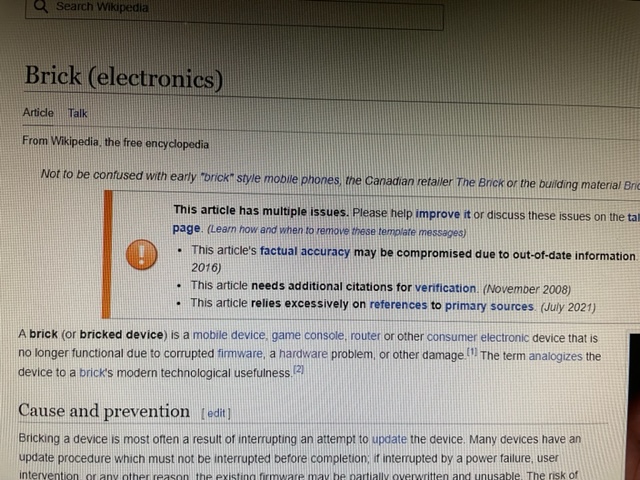 Search Wikipedia
Brick (electronics)
Article Talk
From Wikipedia, the free encyclopedia
Not to be confused with early "brick" style mobile phones, the Canadian retailer The Brick or the building material Bric
This article has multiple issues. Please help improve it or discuss these issues on the tal
page. (Learn how and when to remove these template messages)
• This article's factual accuracy may be compromised due to out-of-date information
2016)
• This article needs additional citations for verification. (November 2008)
• This article relies excessively on references to primary sources. (July 2021)
A brick (or bricked device) is a mobile device, game console, router or other consumer electronic device that is
no longer functional due to corrupted firmware, a hardware problem, or other damage.[1] The term analogizes the
device to a brick's modern technological usefulness.[2]
Cause and prevention [edit]
Bricking a device is most often a result of interrupting an attempt to update the device. Many devices have an
update procedure which must not be interrupted before completion; if interrupted by a power failure, user
intervention, or any other reason, the existing firmware may be partially overwritten and unusable. The risk of